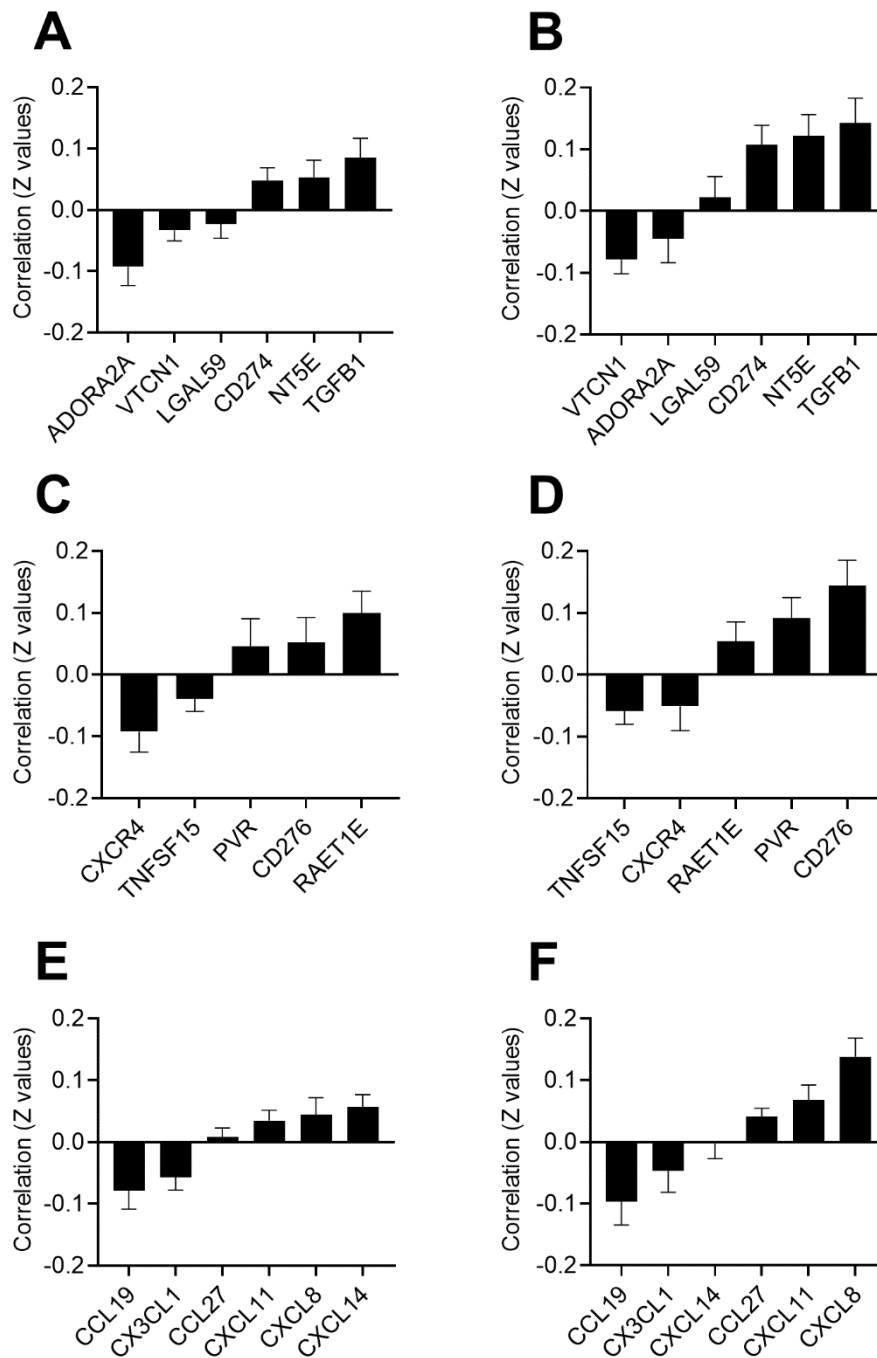 A
Correlation (Z values)
0.2
0.1
0.0
-0.1
-0.2
ADORA2A
VTCN1
LGAL59
CD274
NT5E
TGFB1
B
Correlation (Z values)
0.2
0.1
0.0
-0.1
-0.2
VTCN1
ADORA2A
LGAL59
CD274
NT5E
TGFB1
C
Correlation (Z values)
0.2
0.1
0.0
-0.1
-0.2
CXCR4
TNFSF15
PVR
CD276
RAET1E
D
Correlation (Z values)
0.2
0.1
0.0
-0.1
-0.2
TNFSF15
CXCR4
RAET1E
PVR
CD276
E
Correlation (Z values)
0.2
0.1
0.0
-0.1
-0.2
CCL19
CX3CL1
CCL27
CXCL11
CXCL8
CXCL14
F
Correlation (Z values)
0.2
0.1
0.0
-0.1
-0.2
CCL19
CX3CL1
CXCL14
CCL27
CXCL11
CXCL8